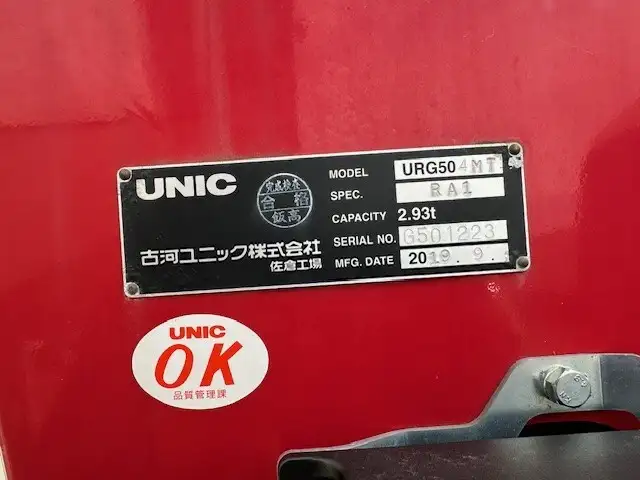 UNIC
完成検査
合格
飯高
古河ユニック株式会社
佐倉工場
MODEL URG504MT
SPEC. RA1
CAPACITY 2.93t
SERIAL NO. G501223
MFG. DATE 2019. 9.
UNIC
OK
品質管理課